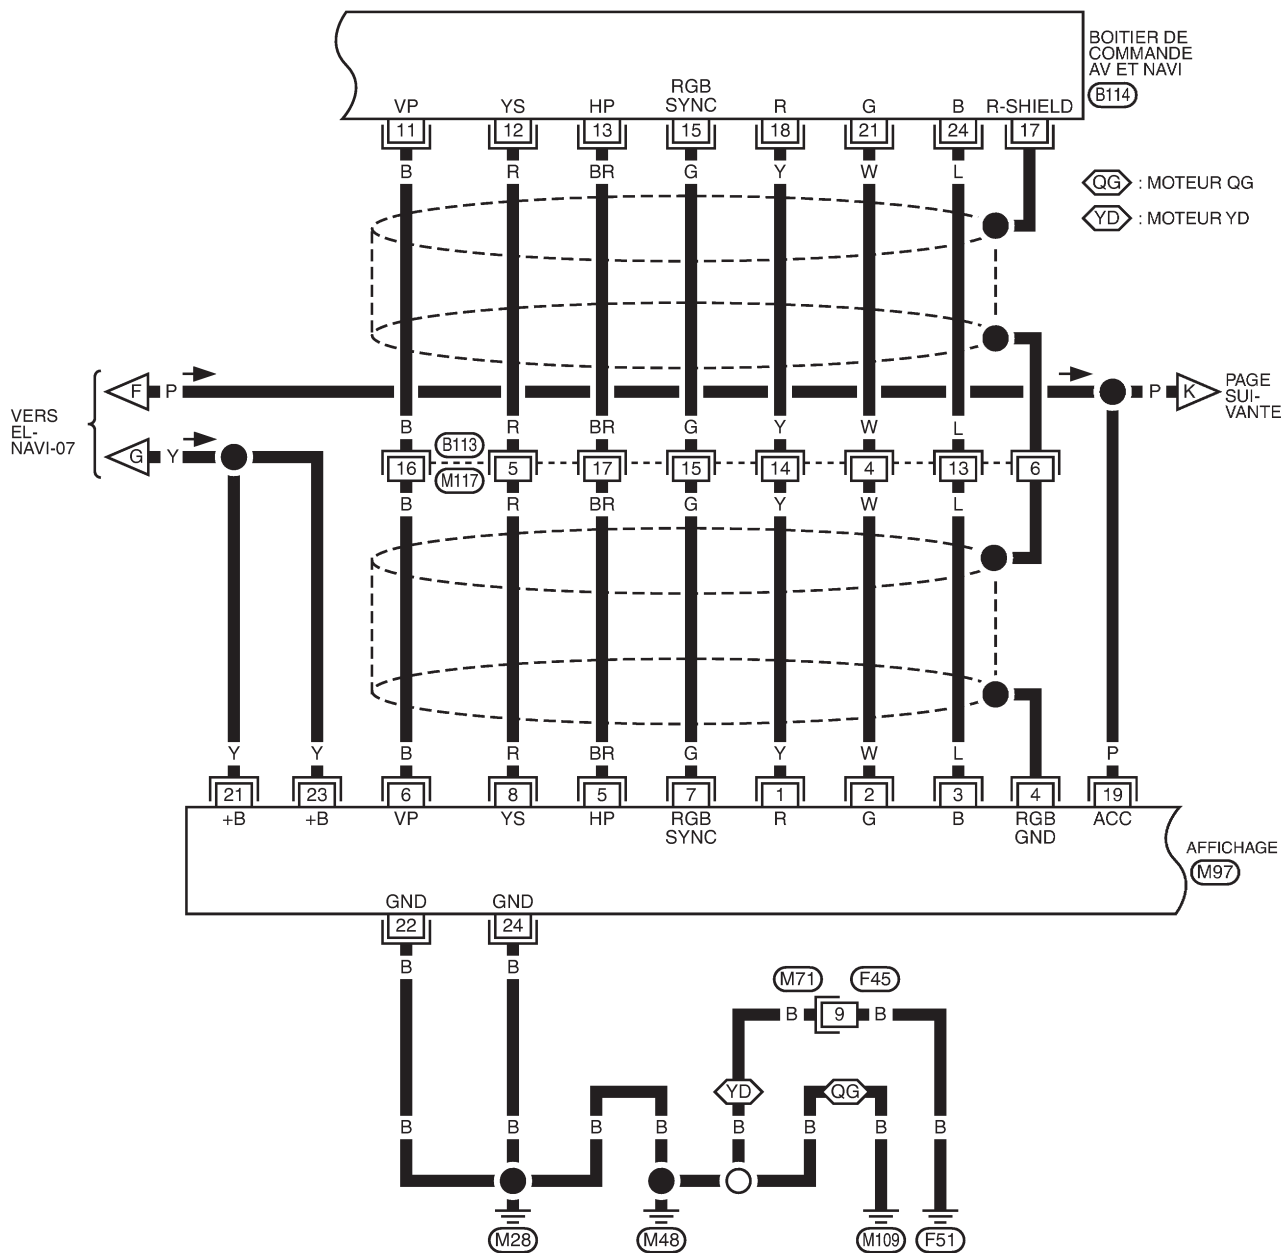 BOITIER DE
COMMANDE
AV ET NAVI
B114
VP YS HP RGB SYNC R G B R-SHIELD
11 12 13 15 18 21 24 17
B R BR G Y W L
QG : MOTEUR QG
YD : MOTEUR YD
VERS
EL-
NAVI-07
F P
P K
PAGE
SUI-
VANTE
G Y
B R BR G Y W L
B113
16 5 17 15 14 4 13 6
M117
B R BR G Y W L
Y Y B R BR G Y W L P
21 23 6 8 5 7 1 2 3 4 19
+B +B VP YS HP RGB SYNC R G B RGB GND ACC
AFFICHAGE
M97
GND GND
22 24
B B
M71 F45
B 9 B
YD QG
B B B B B B B B
M28 M48 M109 F51